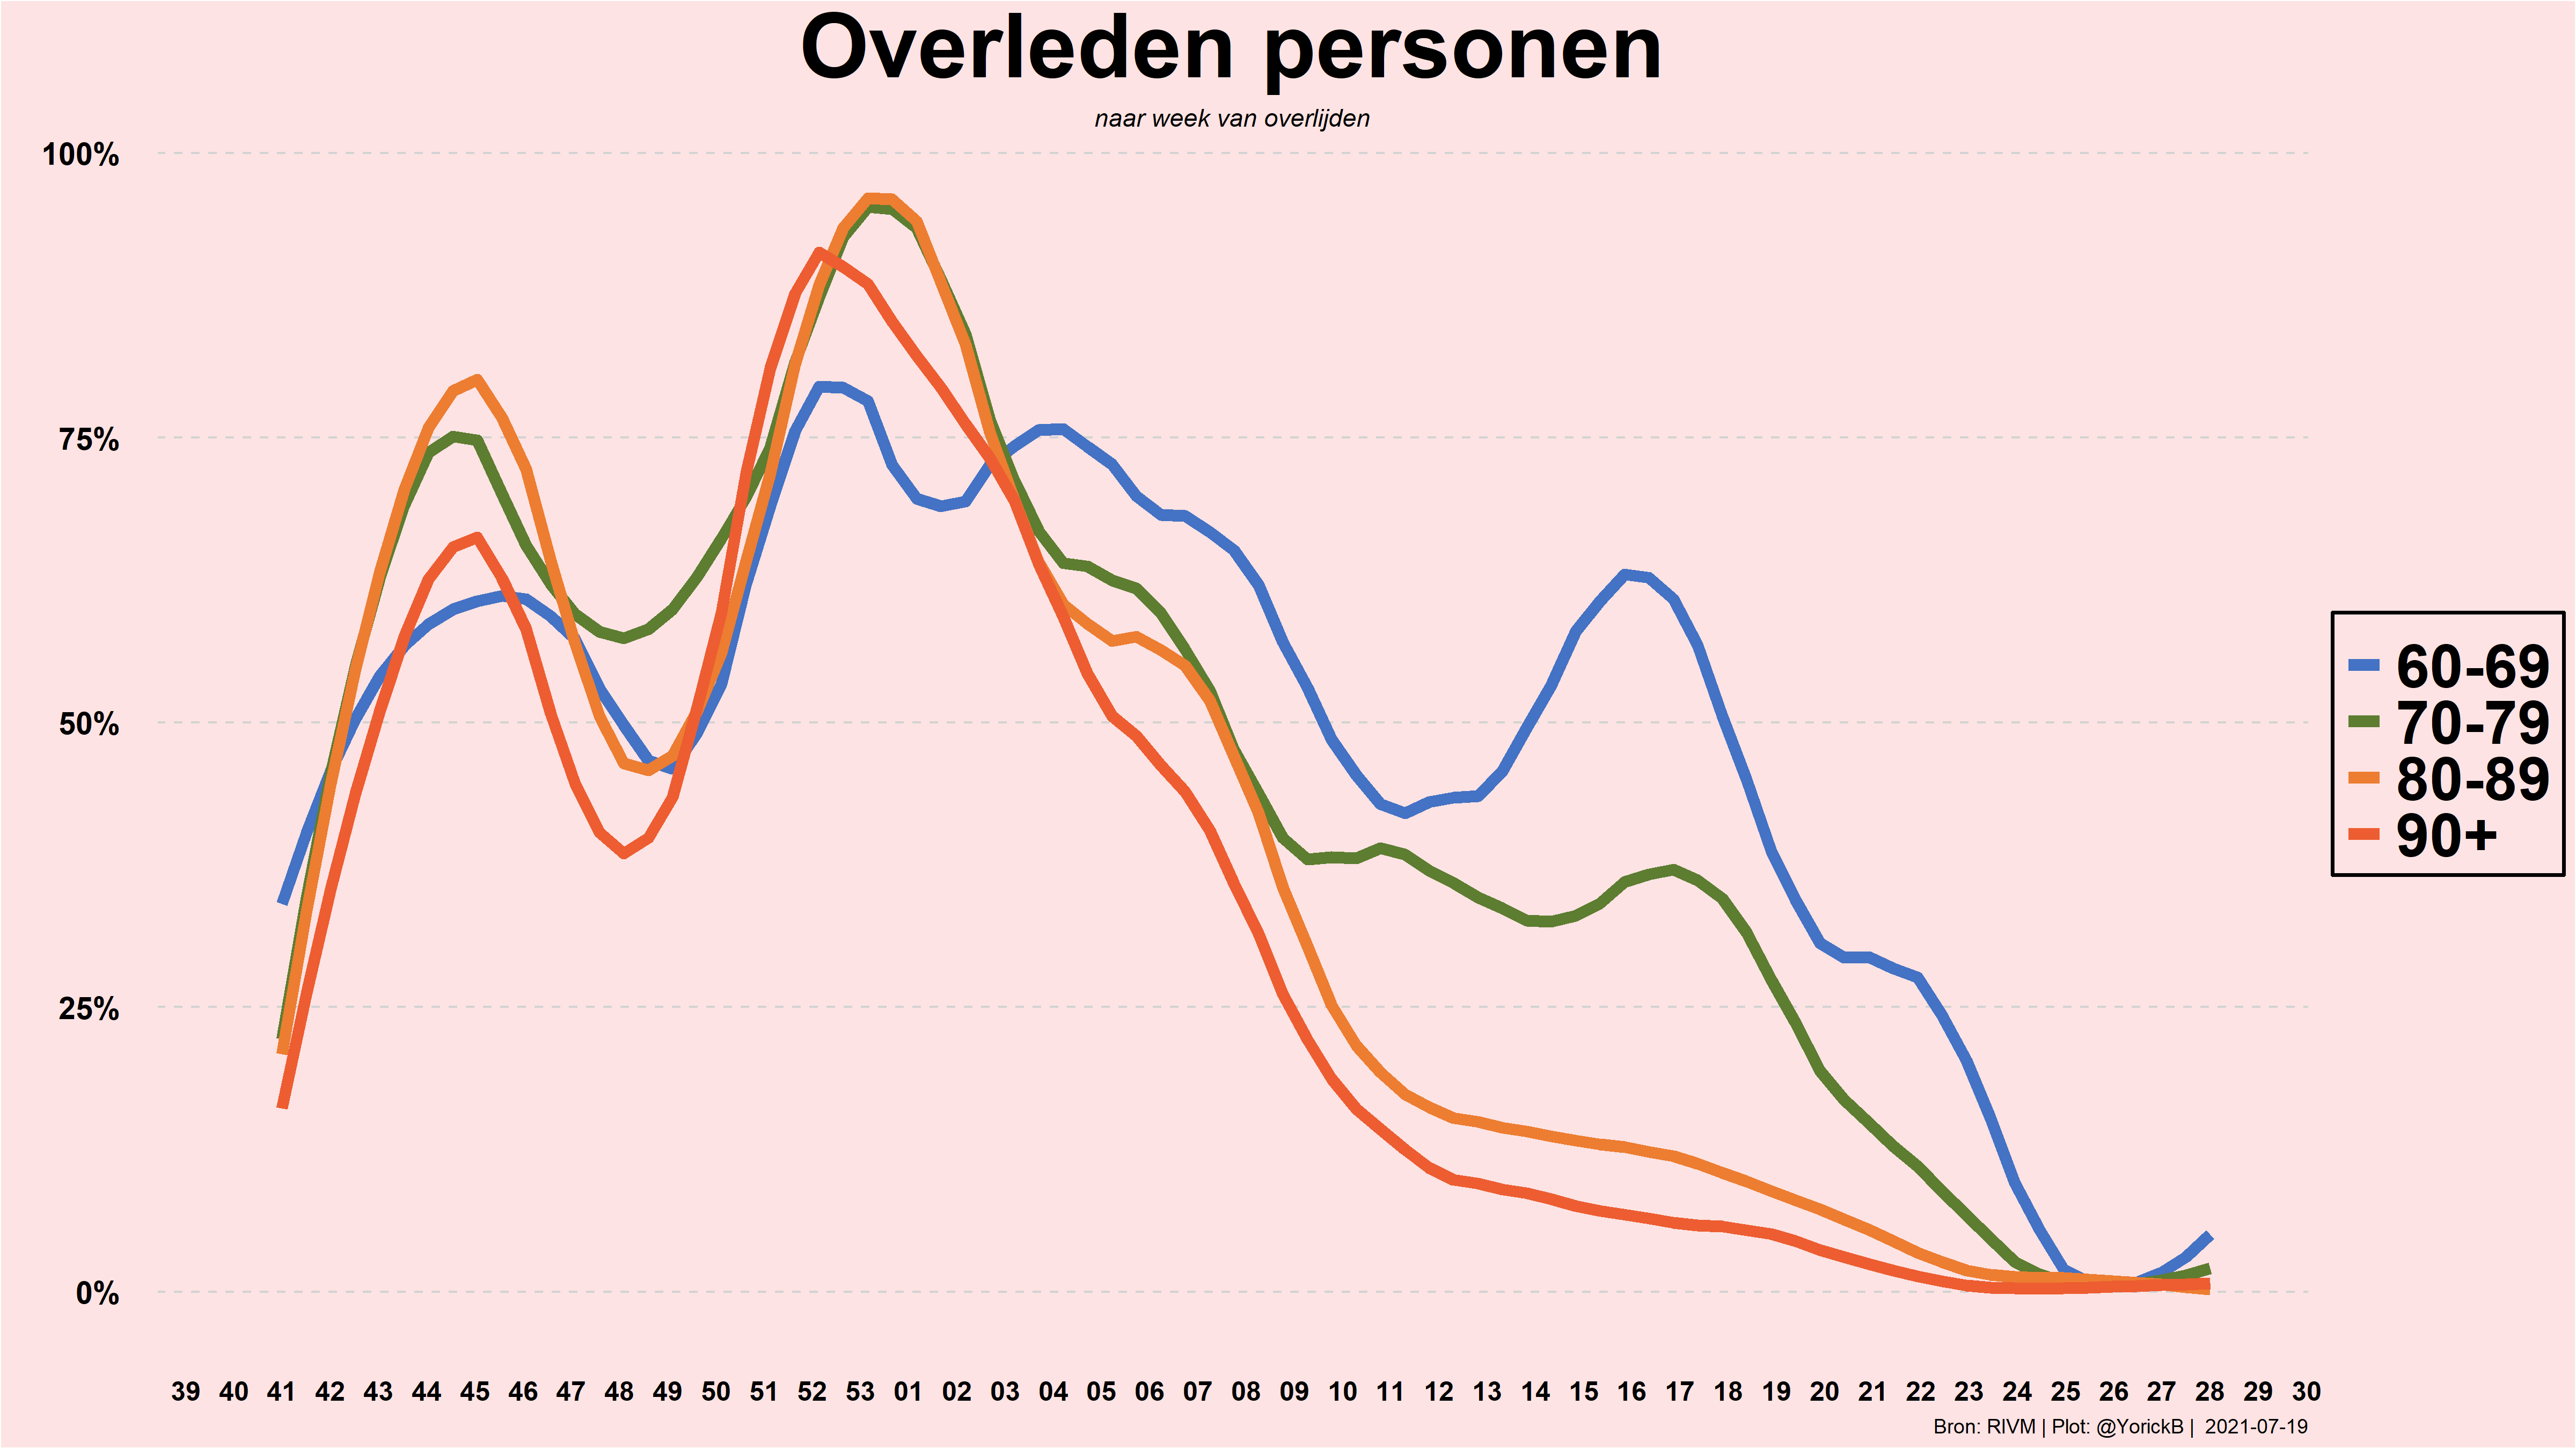 Overleden personen
naar week van overlijden
100%
75%
50%
25%
0%
60-69
70-79
80-89
90+
39 40 41 42 43 44 45 46 47 48 49 50 51 52 53 01 02 03 04 05 06 07 08 09 10 11 12 13 14 15 16 17 18 19 20 21 22 23 24 25 26 27 28 29 30
Bron: RIVM | Plot: @YorickB | 2021-07-19